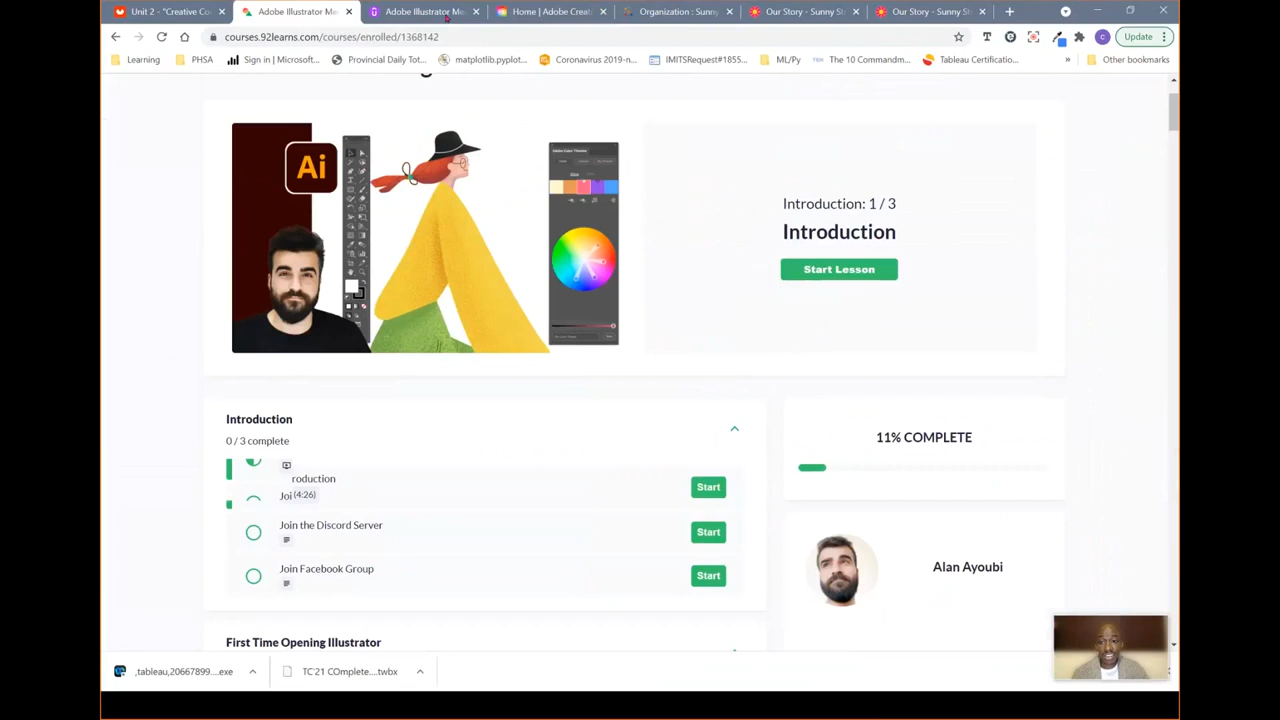 Unit 2 - "Creative Co
Adobe Illustrator Me
Adobe Illustrator Me
Home | Adobe Creat
Organization : Sunny
Our Story - Sunny St
Our Story - Sunny St
courses.92learns.com/courses/enrolled/1368142
Update
Learning
PHSA
Sign in | Microsoft...
Provincial Daily Tot...
matplotlib.pyplot...
Coronavirus 2019-n...
IMITSRequest#1855...
ML/Py
The 10 Commandm...
Tableau Certification...
Other bookmarks
Ai
Introduction: 1 / 3
Introduction
Start Lesson
Introduction
0 / 3 complete
roduction
Joi (4:26)
Start
Join the Discord Server
Start
Join Facebook Group
Start
11% COMPLETE
Alan Ayoubi
First Time Opening Illustrator
,tableau,20667899....exe
TC'21 COmplete....twbx